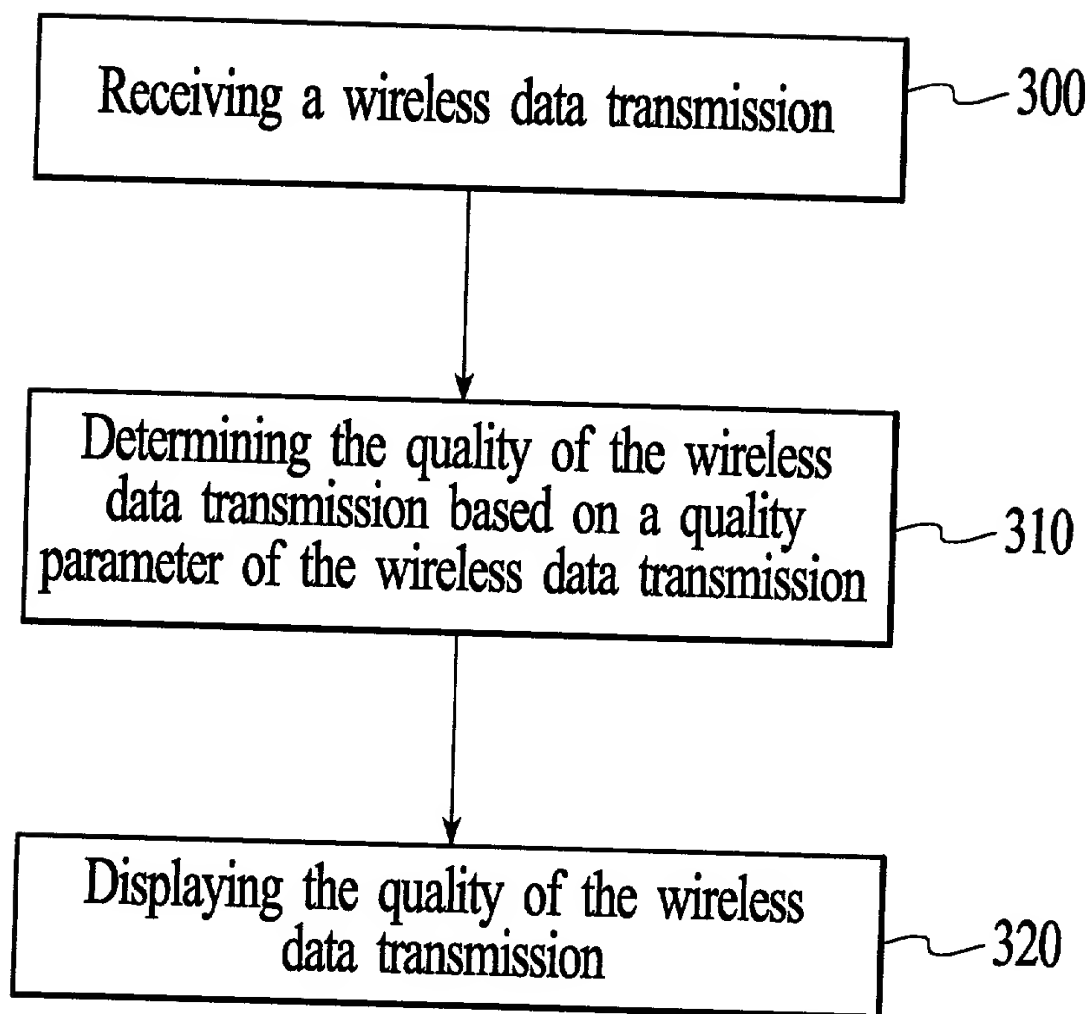 Receiving a wireless data transmission
300
Determining the quality of the wireless
data transmission based on a quality
parameter of the wireless data transmission
310
Displaying the quality of the wireless
data transmission
320